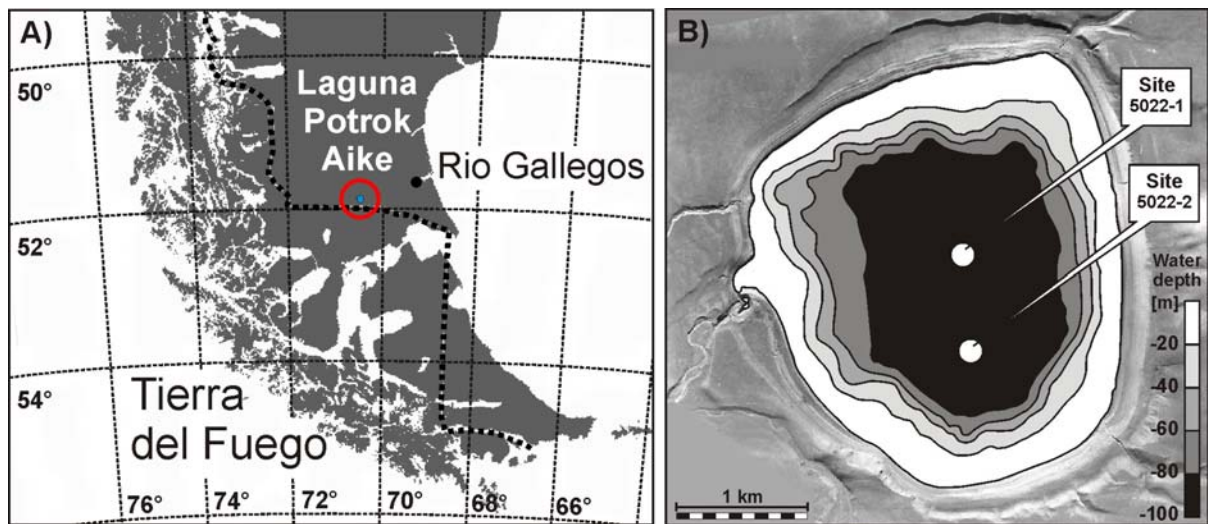 A)
50°
52°
54°
Laguna
Potrok
Aike
Rio Gallegos
Tierra
del Fuego
76°
74°
72°
70°
68°
66°
B)
Site
5022-1
Site
5022-2
Water
depth
[m]
-20
-40
-60
-80
-100
1 km